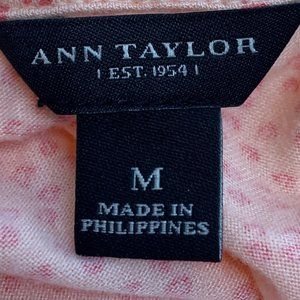 ANN TAYLOR
| EST. 1954 |
M
MADE IN
PHILIPPINES